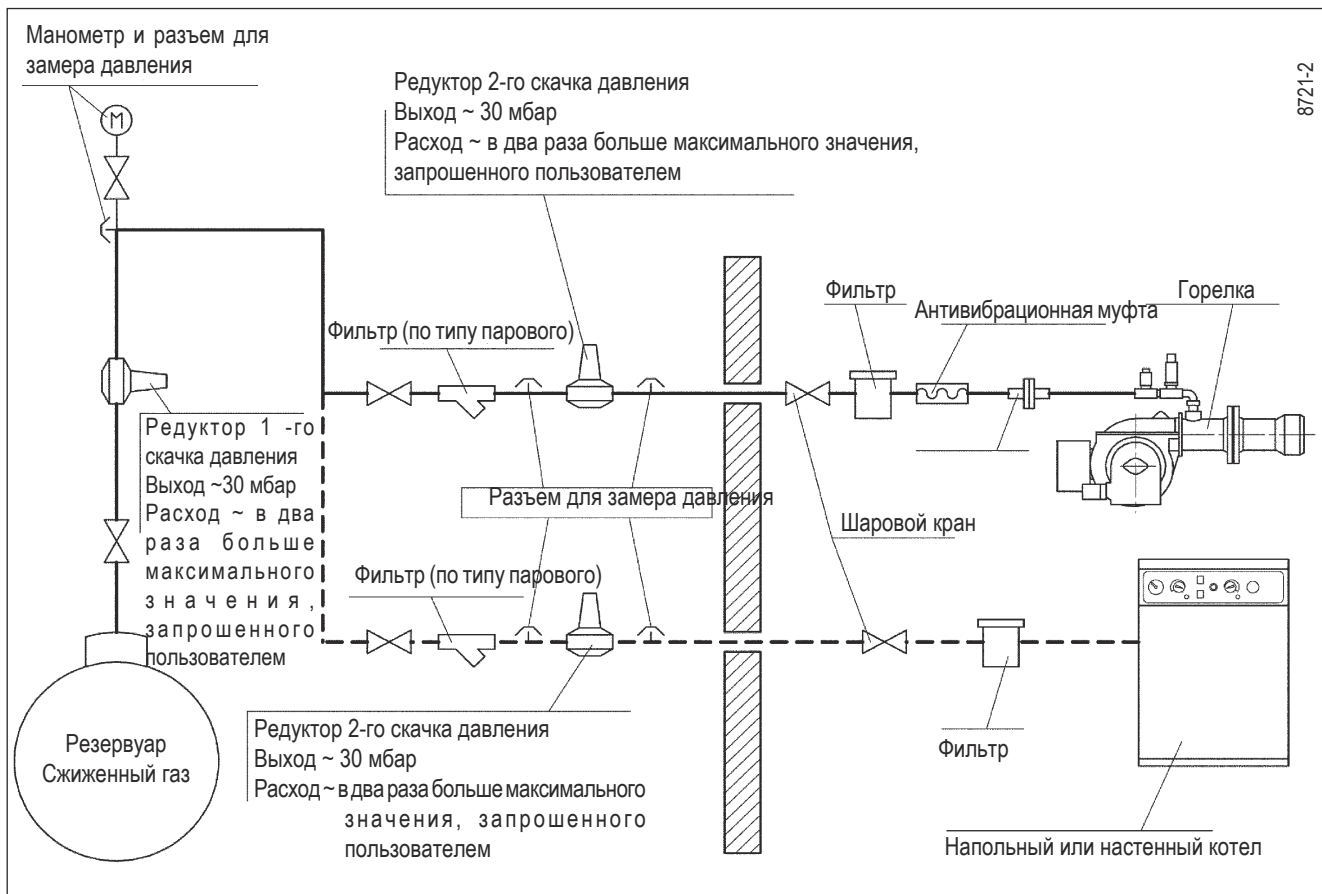 Манометр и разъем для
замера давления
M
Редуктор 2-го скачка давления
Выход ~ 30 мбар
Расход ~ в два раза больше максимального значения,
запрошенного пользователем
8721-2
Фильтр (по типу парового)
Фильтр
Антивибрационная муфта
Горелка
Редуктор 1 -го
скачка давления
Выход ~30 мбар
Расход ~ в два
раза больше
максимального
значения,
запрошенного
пользователем
Разъем для замера давления
Шаровой кран
Фильтр (по типу парового)
Резервуар
Сжиженный газ
Редуктор 2-го скачка давления
Выход ~ 30 мбар
Расход ~ в два раза больше максимального
значения, запрошенного
пользователем
Фильтр
Напольный или настенный котел